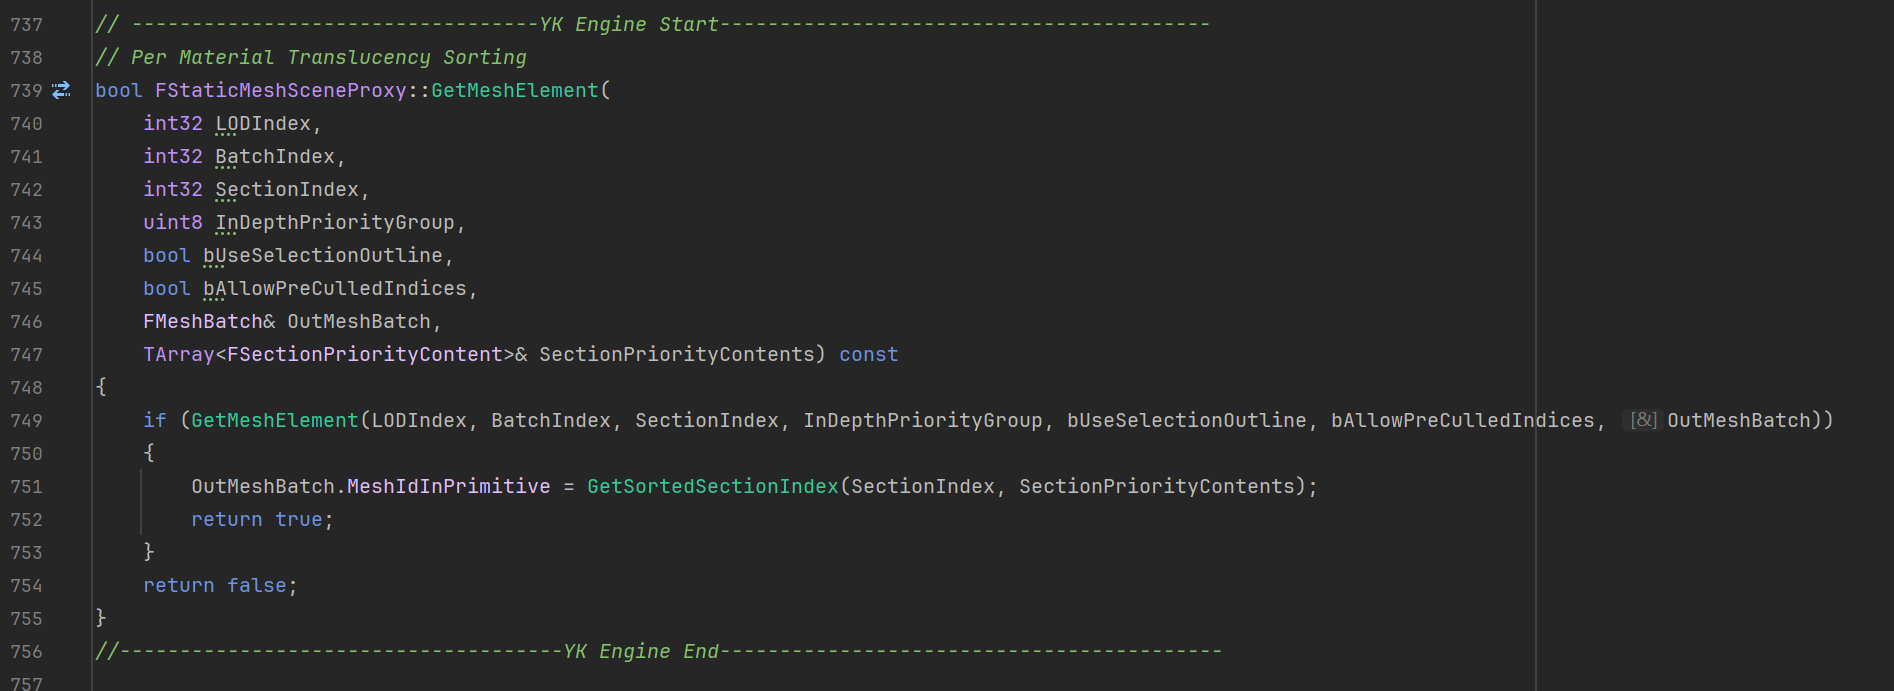 737 // ----------------------------------YK Engine Start-----------------------------------------
738 // Per Material Translucency Sorting
739 bool FStaticMeshSceneProxy::GetMeshElement(
740     int32 LODIndex,
741     int32 BatchIndex,
742     int32 SectionIndex,
743     uint8 InDepthPriorityGroup,
744     bool bUseSelectionOutline,
745     bool bAllowPreCulledIndices,
746     FMeshBatch& OutMeshBatch,
747     TArray<FSectionPriorityContent>& SectionPriorityContents) const
748 {
749     if (GetMeshElement(LODIndex, BatchIndex, SectionIndex, InDepthPriorityGroup, bUseSelectionOutline, bAllowPreCulledIndices, [&]OutMeshBatch))
750     {
751         OutMeshBatch.MeshIdInPrimitive = GetSortedSectionIndex(SectionIndex, SectionPriorityContents);
752         return true;
753     }
754     return false;
755 }
756 //-------------------------------------YK Engine End------------------------------------------
757